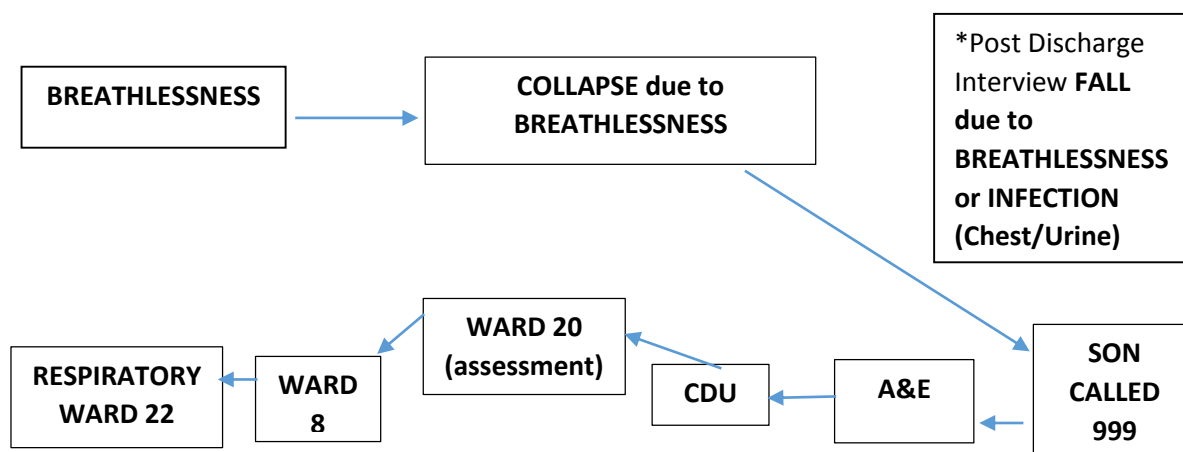 BREATHLESSNESS
COLLAPSE due to
BREATHLESSNESS
*Post Discharge
Interview FALL
due to
BREATHLESSNESS
or INFECTION
(Chest/Urine)
SON
CALLED
999
A&E
CDU
WARD 20
(assessment)
WARD
8
RESPIRATORY
WARD 22